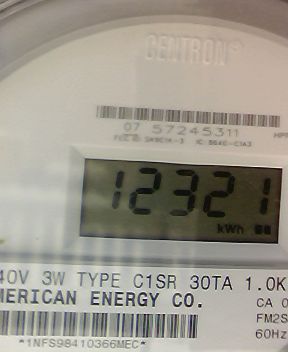 CENTRON®
07 57245311
12321
kWh
40V 3W TYPE C1SR 30TA 1.0K
MERICAN ENERGY CO.
CA 0
FM2S
60Hz
*1NFS98410366MEC*